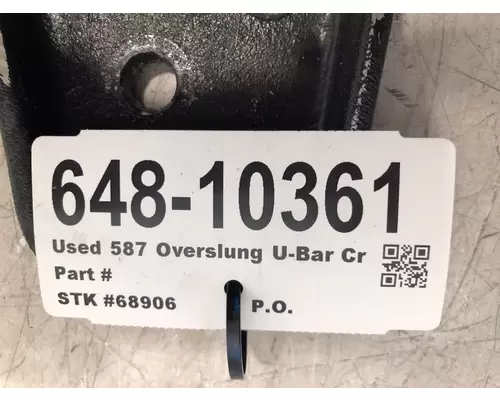 648-10361
Used 587 Overslung U-Bar Cr
Part #
STK #68906 P.O.